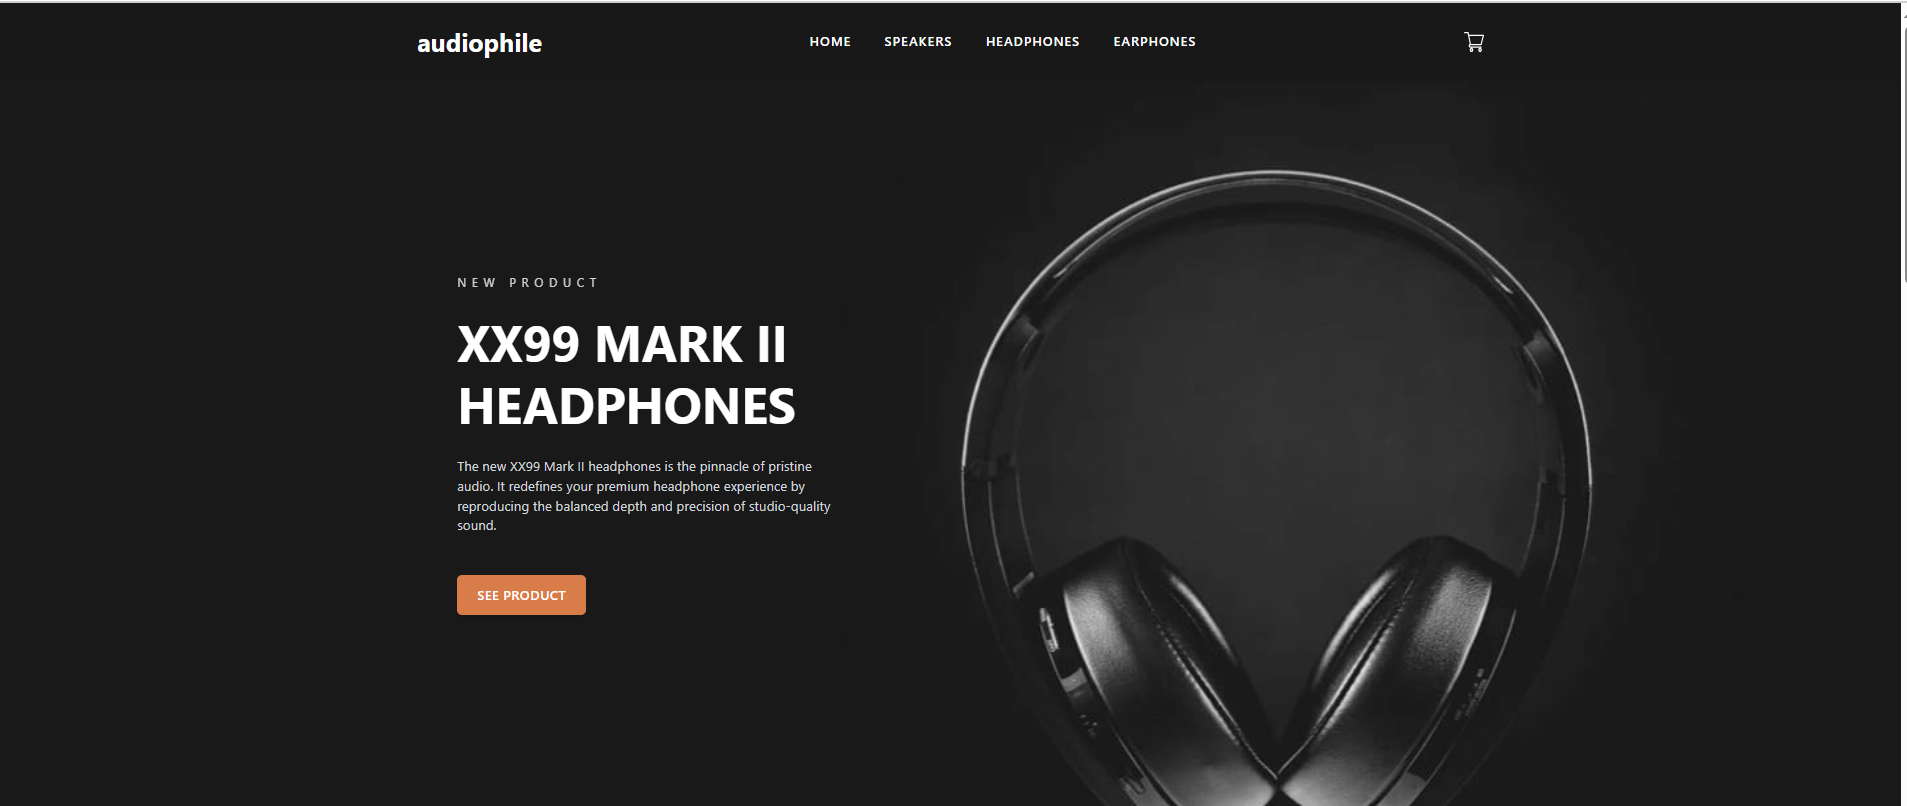 audiophile
HOME SPEAKERS HEADPHONES EARPHONES
NEW PRODUCT
XX99 MARK II
HEADPHONES
The new XX99 Mark II headphones is the pinnacle of pristine
audio. It redefines your premium headphone experience by
reproducing the balanced depth and precision of studio-quality
sound.
SEE PRODUCT